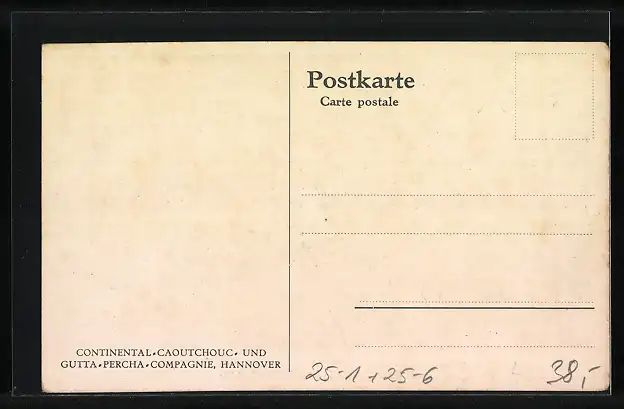 Postkarte
Carte postale
CONTINENTAL-CAOUTCHOUC- UND
GUTTA-PERCHA-COMPAGNIE, HANNOVER
25-1+25-6
38,-